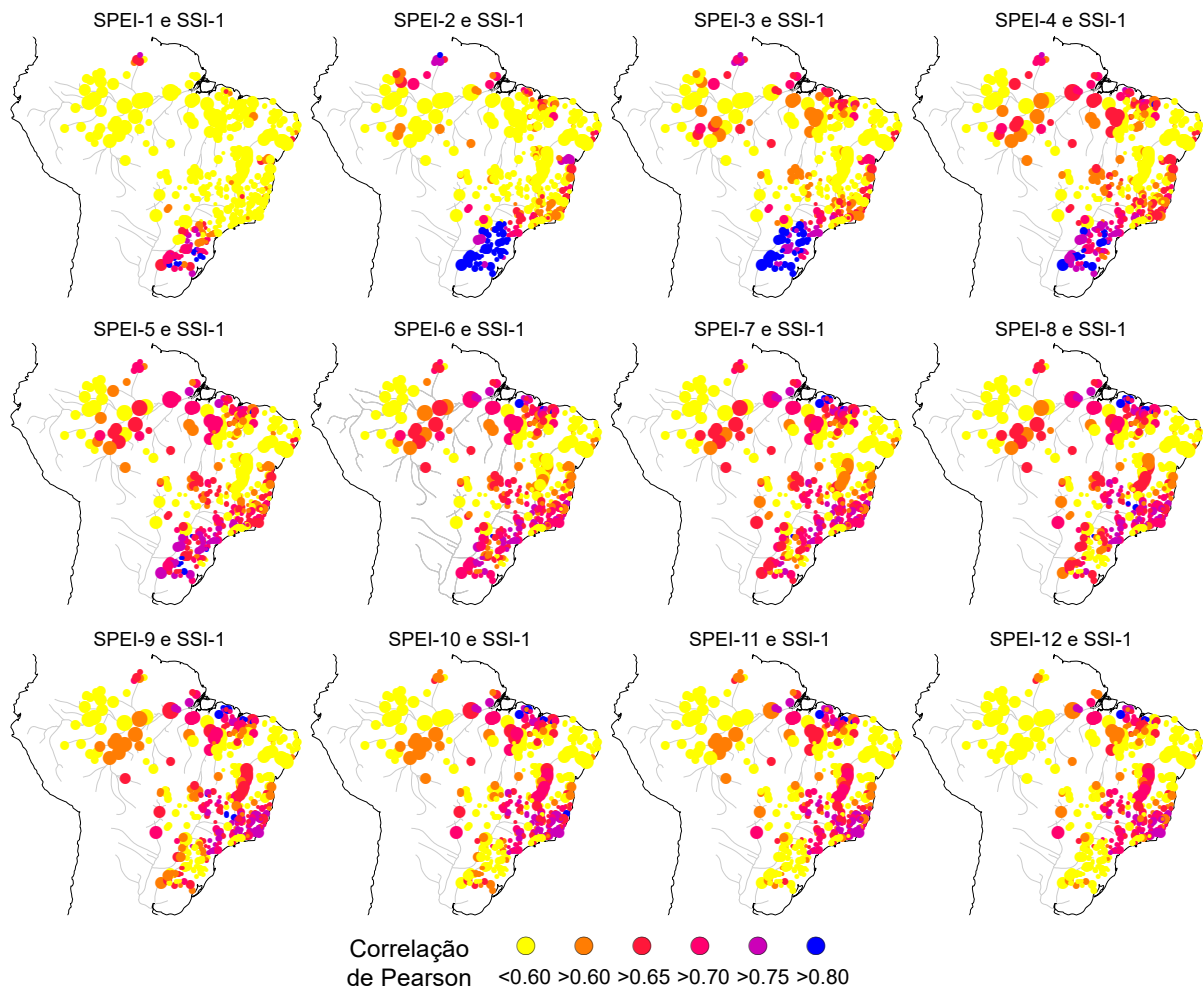 SPEI-1 e SSI-1
SPEI-2 e SSI-1
SPEI-3 e SSI-1
SPEI-4 e SSI-1
SPEI-5 e SSI-1
SPEI-6 e SSI-1
SPEI-7 e SSI-1
SPEI-8 e SSI-1
SPEI-9 e SSI-1
SPEI-10 e SSI-1
SPEI-11 e SSI-1
SPEI-12 e SSI-1
Correlação
de Pearson
<0.60 >0.60 >0.65 >0.70 >0.75 >0.80